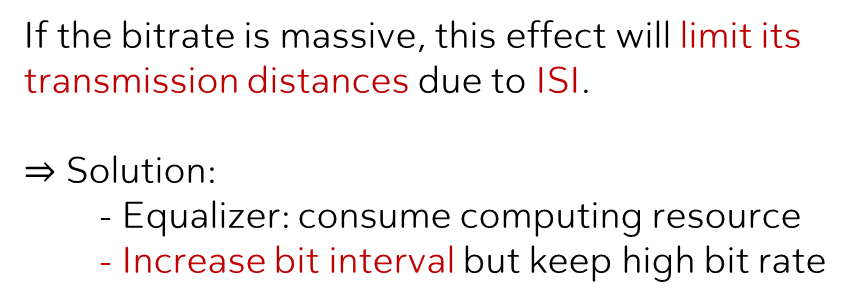 If the bitrate is massive, this effect will limit its
transmission distances due to ISI.
⇒ Solution:
- Equalizer: consume computing resource
- Increase bit interval but keep high bit rate